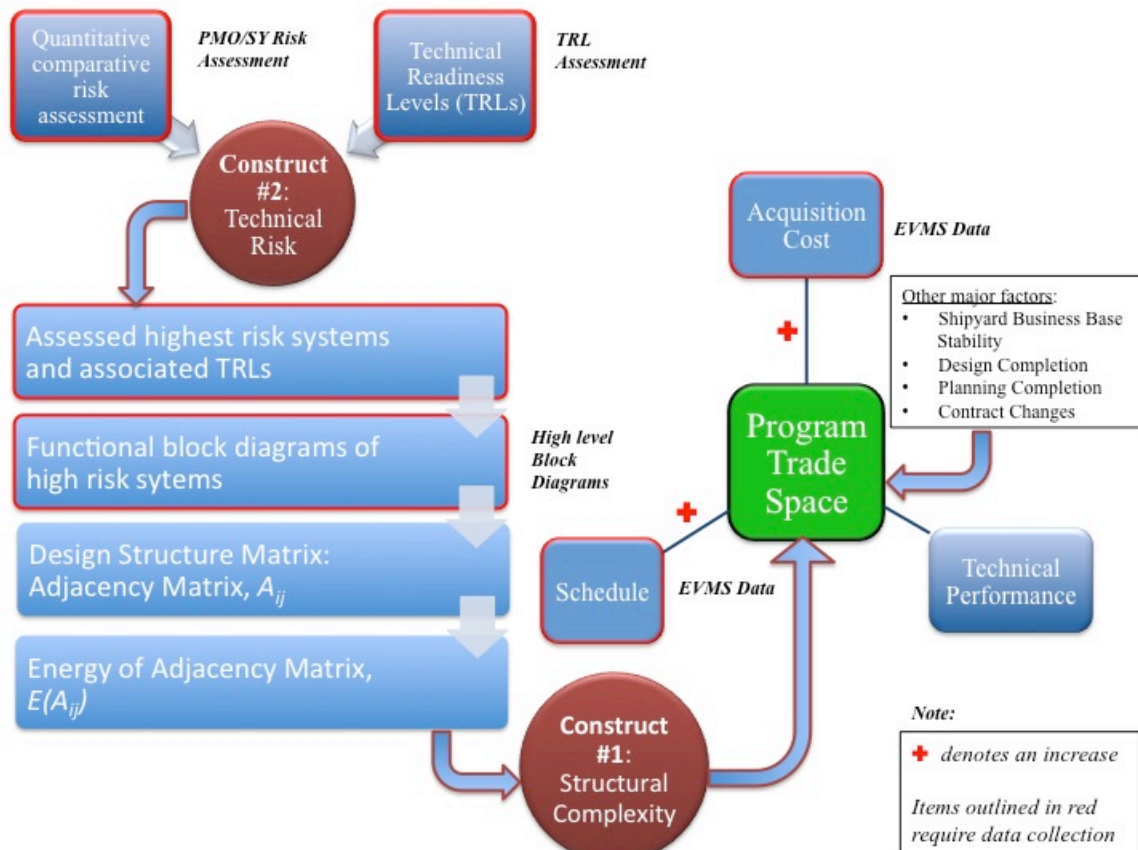 Quantitative
comparative
risk
assessment
PMO/SY Risk
Assessment
Technical
Readiness
Levels (TRLs)
TRL
Assessment
Construct
#2:
Technical
Risk
Assessed highest risk systems
and associated TRLs
Functional block diagrams of
high risk sytems
High level
Block
Diagrams
Design Structure Matrix:
Adjacency Matrix, Aij
Energy of Adjacency Matrix,
E(Aij)
Construct
#1:
Structural
Complexity
Acquisition
Cost
EVMS Data
Other major factors:
• Shipyard Business Base
Stability
• Design Completion
• Planning Completion
• Contract Changes
Program
Trade
Space
Schedule
EVMS Data
Technical
Performance
Note:
+ denotes an increase
Items outlined in red
require data collection